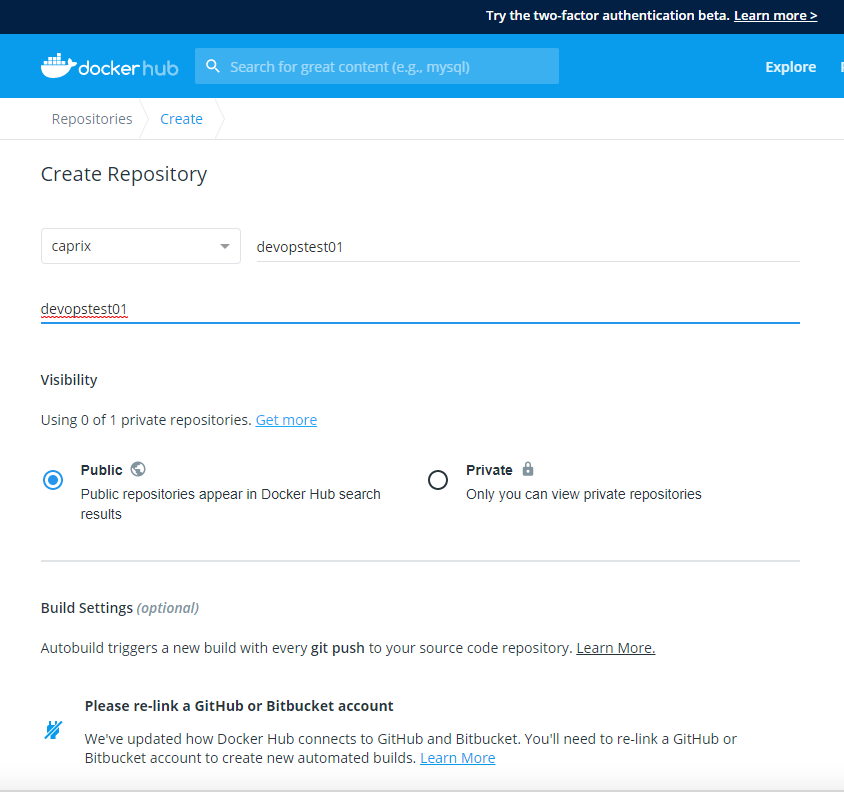 Try the two-factor authentication beta. Learn more >
docker hub
Search for great content (e.g., mysql)
Explore
Repositories
Create
Create Repository
caprix
devopstest01
devopstest01
Visibility
Using 0 of 1 private repositories. Get more
Public
Public repositories appear in Docker Hub search
results
Private
Only you can view private repositories
Build Settings (optional)
Autobuild triggers a new build with every git push to your source code repository. Learn More.
Please re-link a GitHub or Bitbucket account
We've updated how Docker Hub connects to GitHub and Bitbucket. You'll need to re-link a GitHub or
Bitbucket account to create new automated builds. Learn More